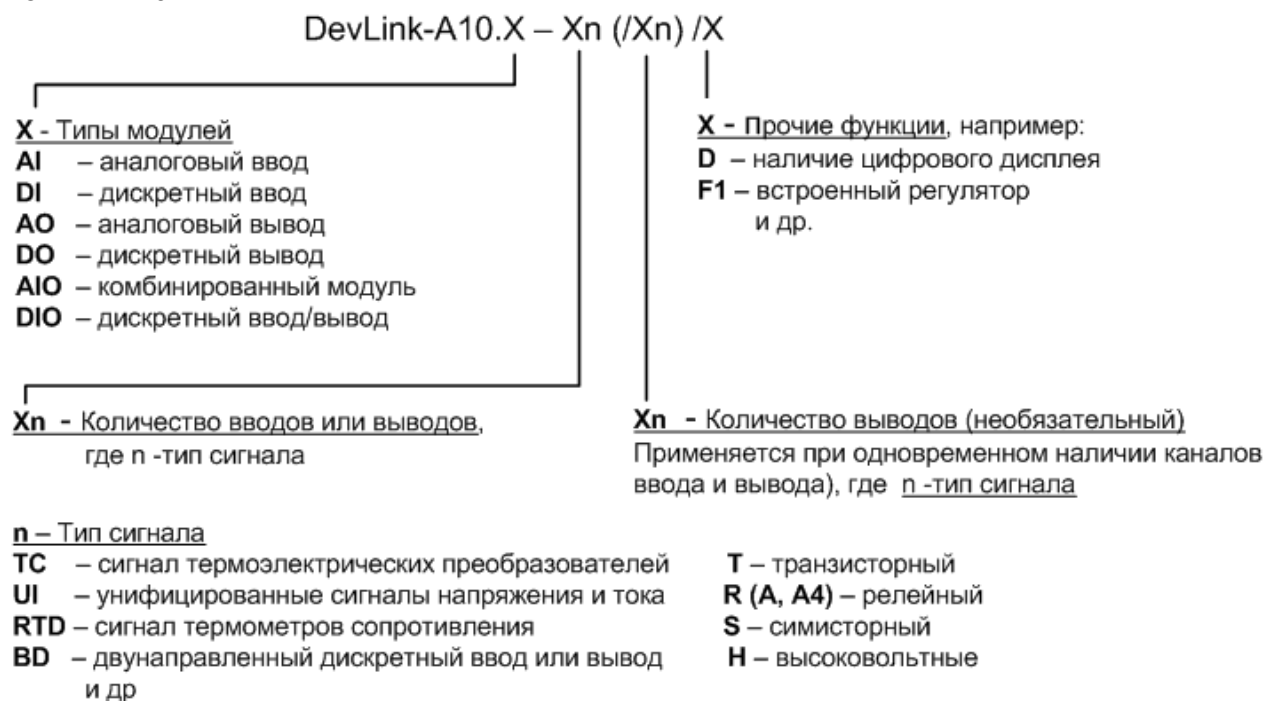 DevLink-A10.X – Xn (/Xn) /X
X - Типы модулей
AI – аналоговый ввод
DI – дискретный ввод
AO – аналоговый вывод
DO – дискретный вывод
AIO – комбинированный модуль
DIO – дискретный ввод/вывод
X - Прочие функции, например:
D – наличие цифрового дисплея
F1 – встроенный регулятор
и др.
Xn - Количество вводов или выводов,
где n -тип сигнала
Xn - Количество выводов (необязательный)
Применяется при одновременном наличии каналов
ввода и вывода), где n -тип сигнала
n – Тип сигнала
TC – сигнал термоэлектрических преобразователей
UI – унифицированные сигналы напряжения и тока
RTD – сигнал термометров сопротивления
BD – двунаправленный дискретный ввод или вывод
и др
T – транзисторный
R (A, A4) – релейный
S – симисторный
H – высоковольтные